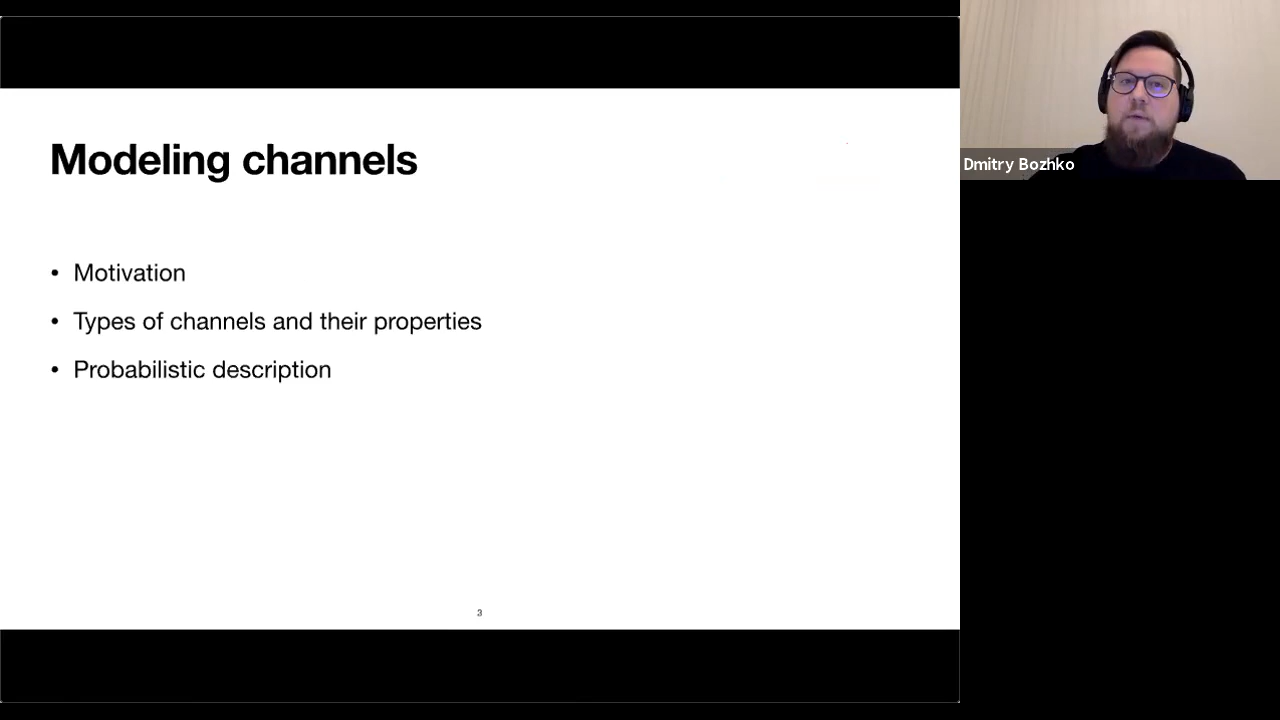 Modeling channels
• Motivation
• Types of channels and their properties
• Probabilistic description
3
Dmitry Bozhko